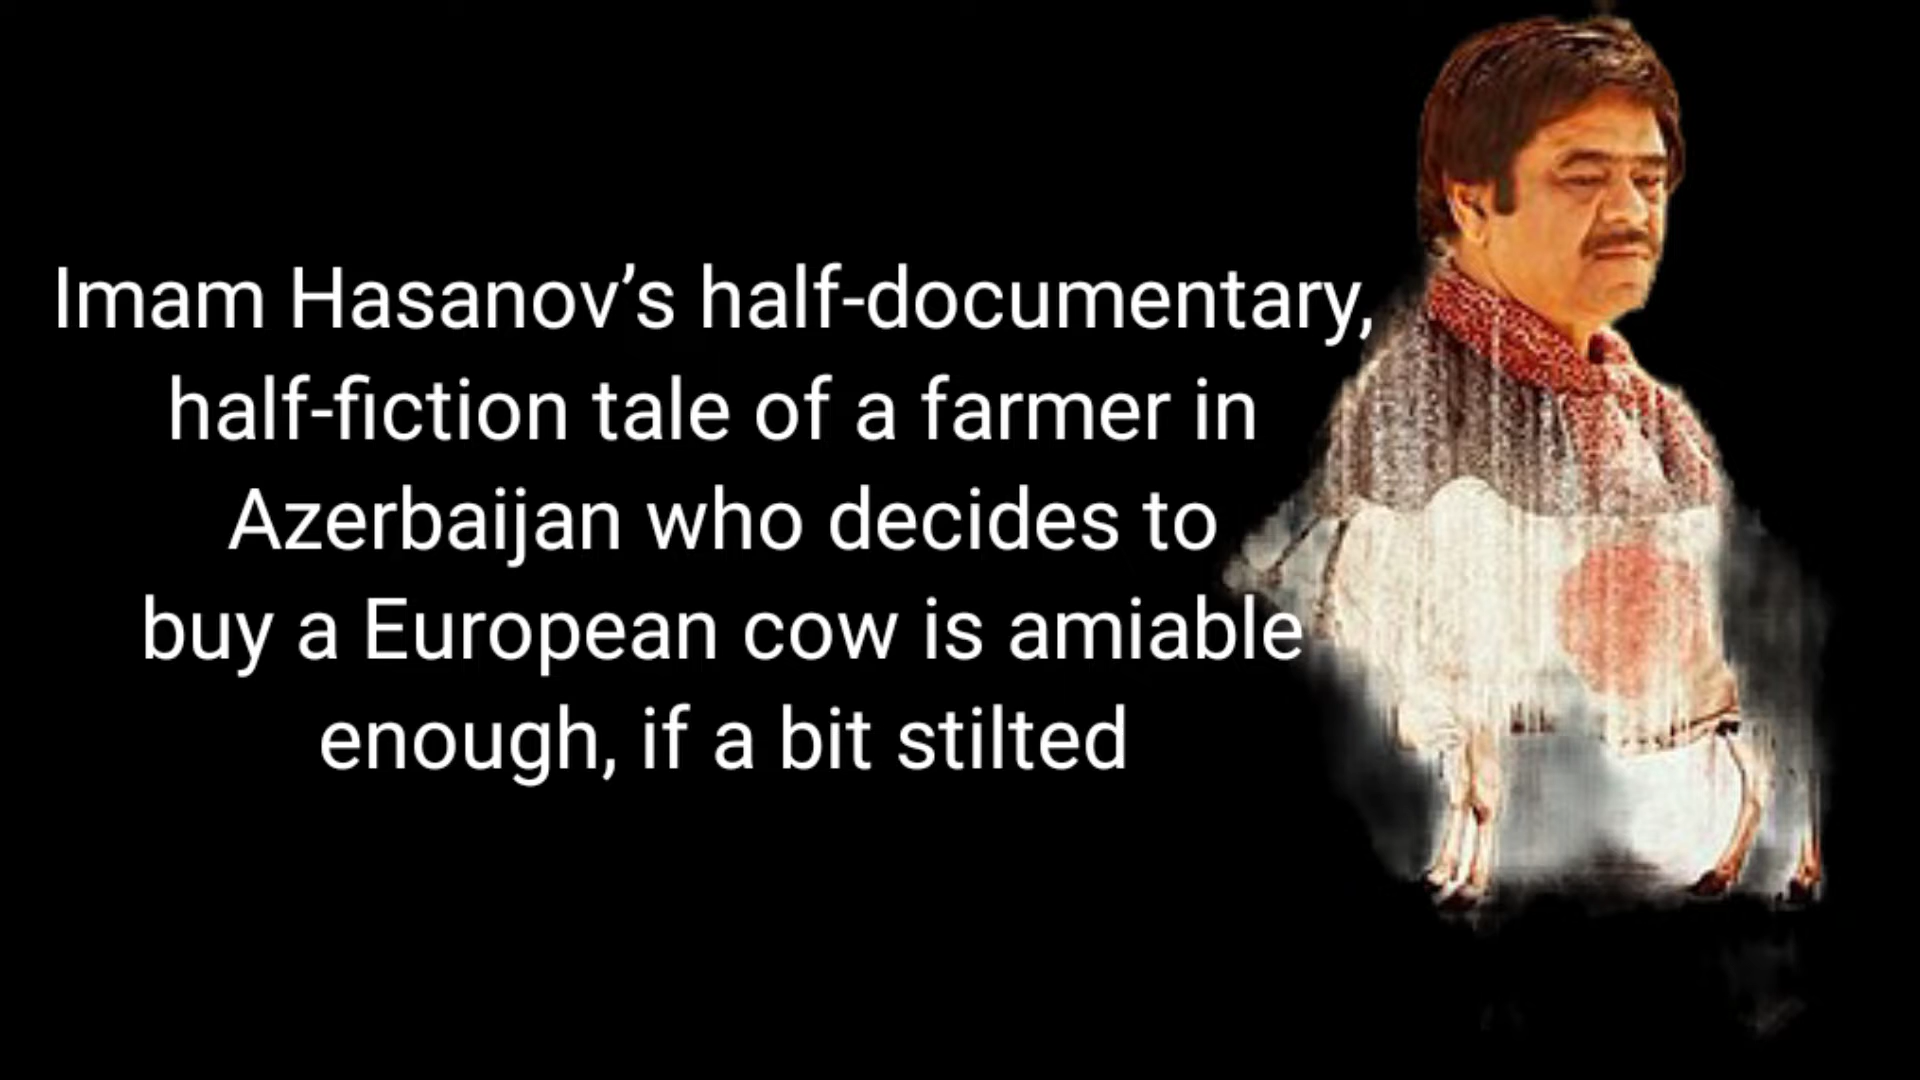 Imam Hasanov’s half-documentary,
half-fiction tale of a farmer in
Azerbaijan who decides to
buy a European cow is amiable
enough, if a bit stilted